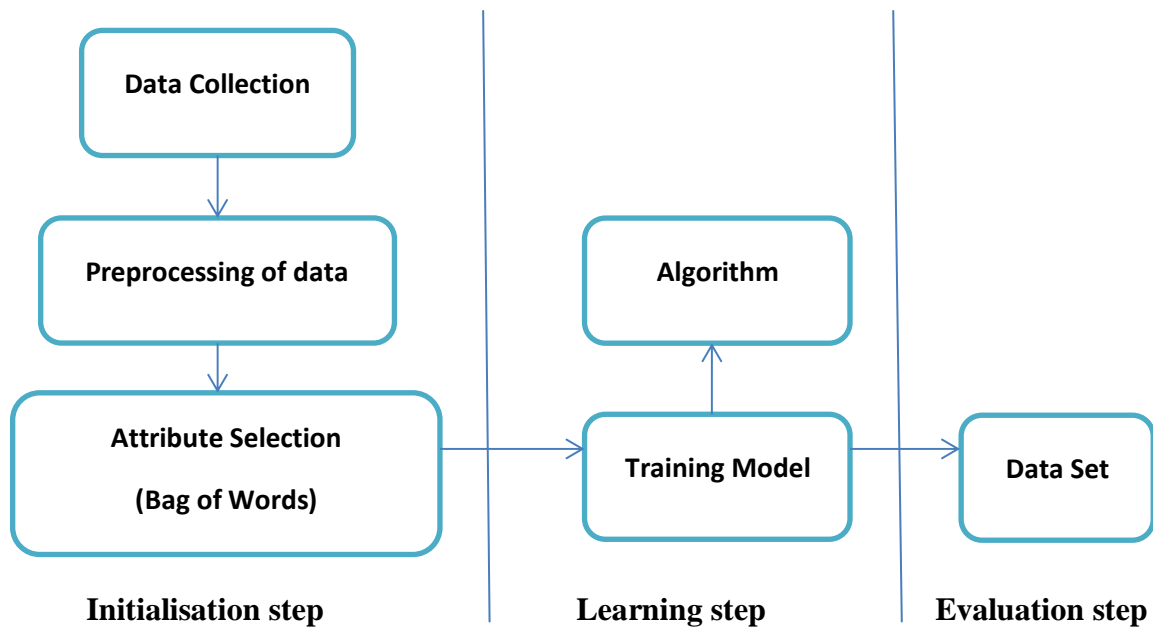 Data Collection
Preprocessing of data
Attribute Selection
(Bag of Words)
Algorithm
Training Model
Data Set
Initialisation step
Learning step
Evaluation step